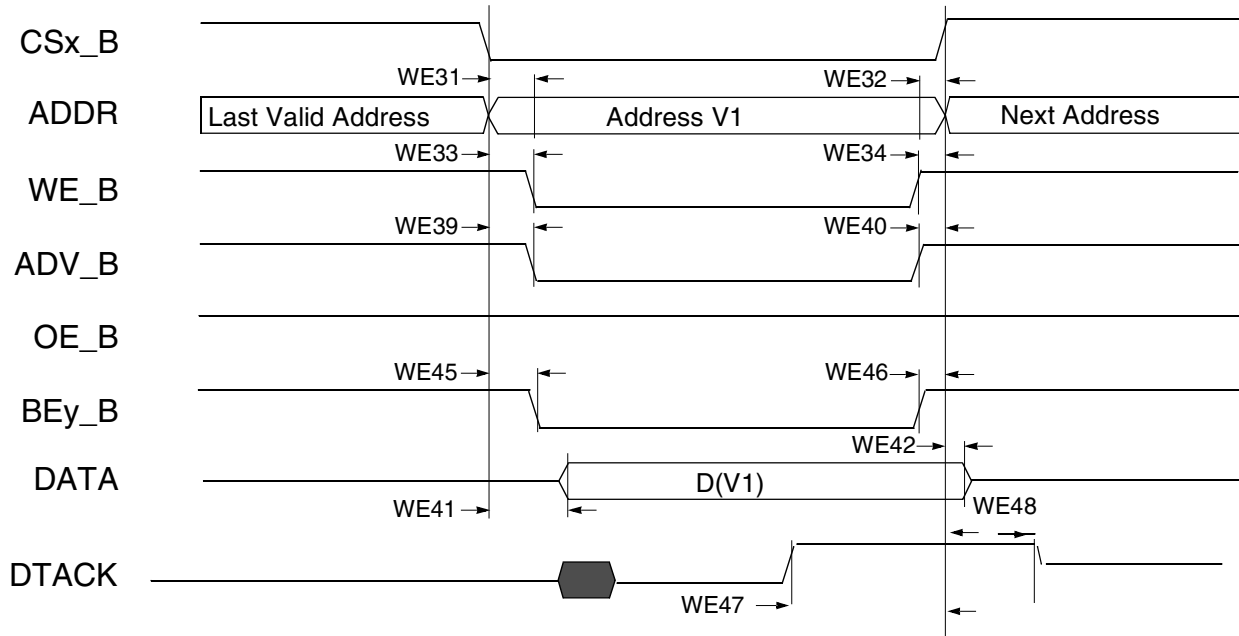 CSx_B
WE31
WE32
ADDR
Last Valid Address
Address V1
Next Address
WE33
WE34
WE_B
WE39
WE40
ADV_B
OE_B
WE45
WE46
BEy_B
WE42
DATA
D(V1)
WE41
WE48
DTACK
WE47